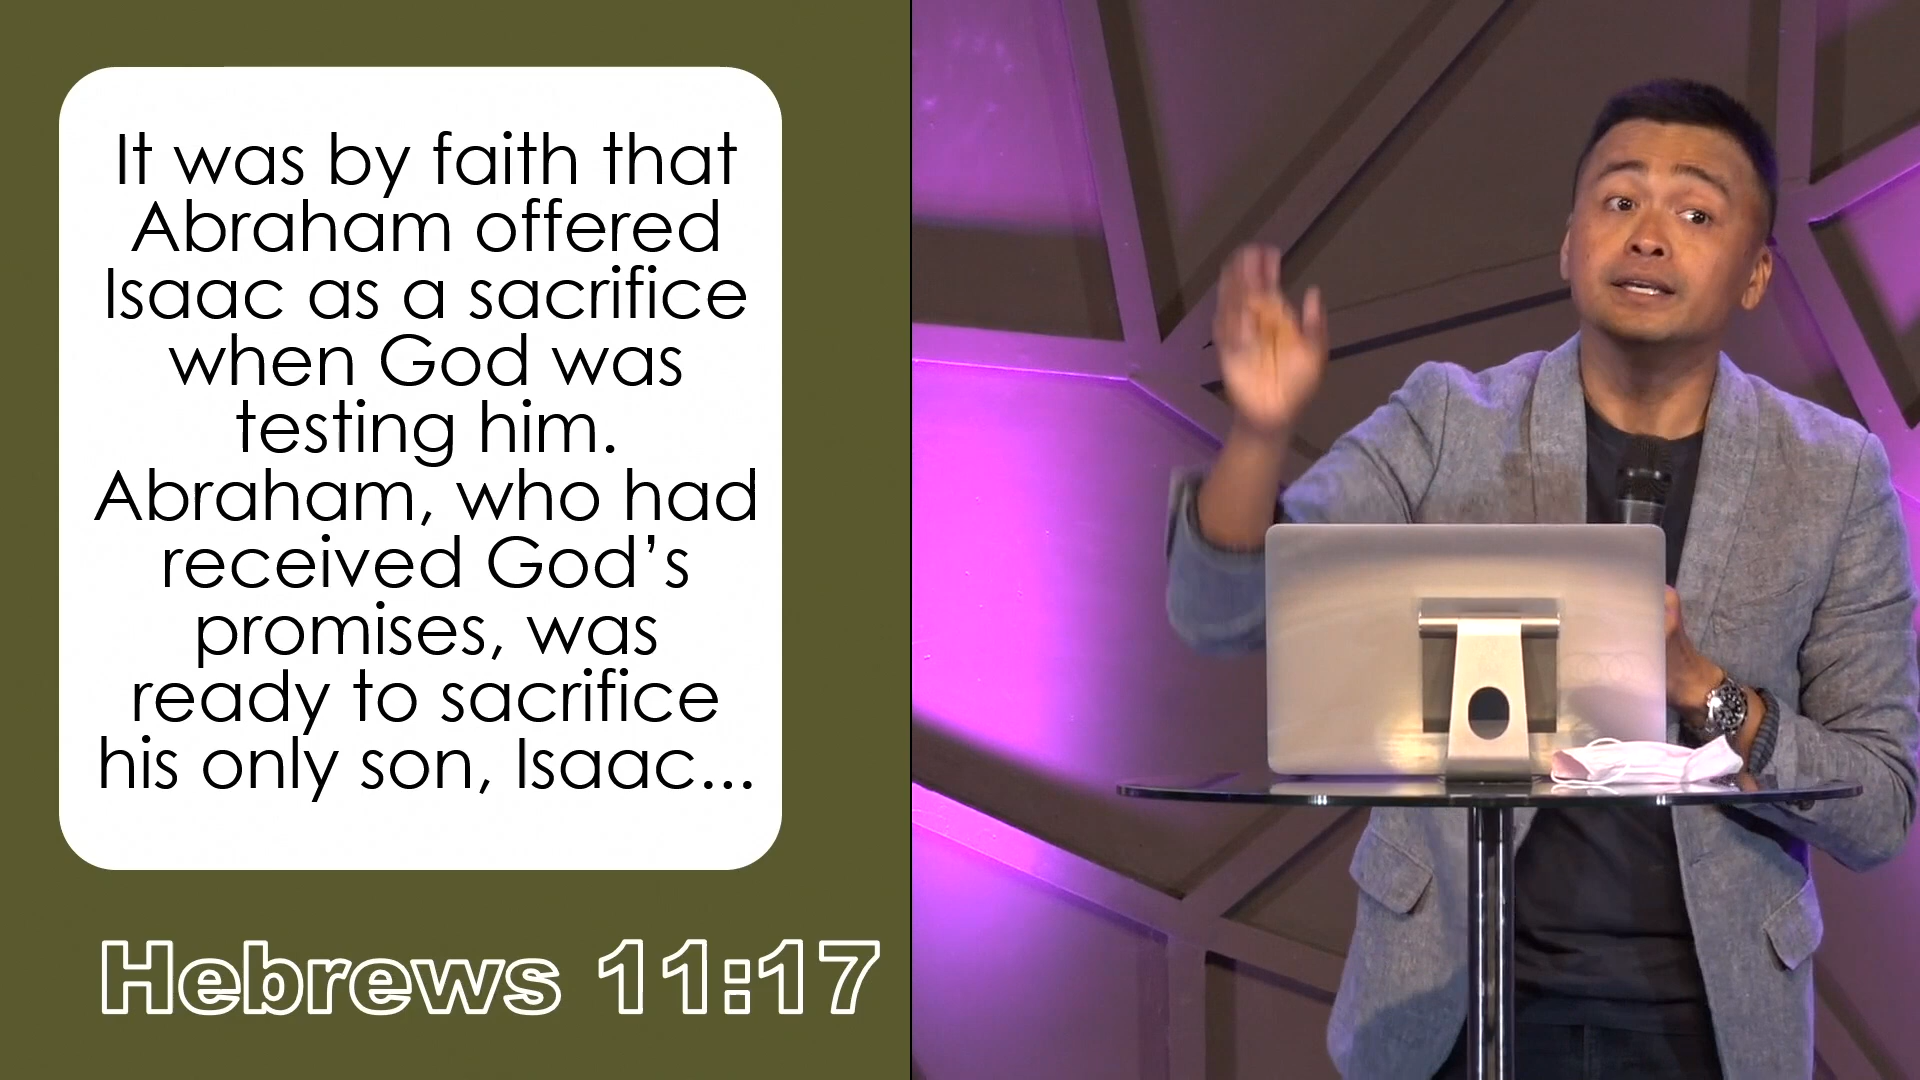 It was by faith that
Abraham offered
Isaac as a sacrifice
when God was
testing him.
Abraham, who had
received God’s
promises, was
ready to sacrifice
his only son, Isaac...
Hebrews 11:17